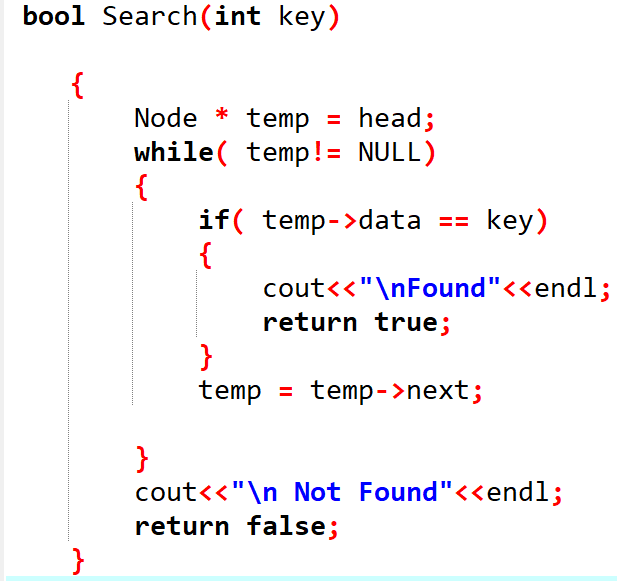 bool Search(int key)
{
Node * temp = head;
while( temp!= NULL)
{
if( temp->data == key)
{
cout<<"\nFound"<<endl;
return true;
}
temp = temp->next;
}
cout<<"\n Not Found"<<endl;
return false;
}